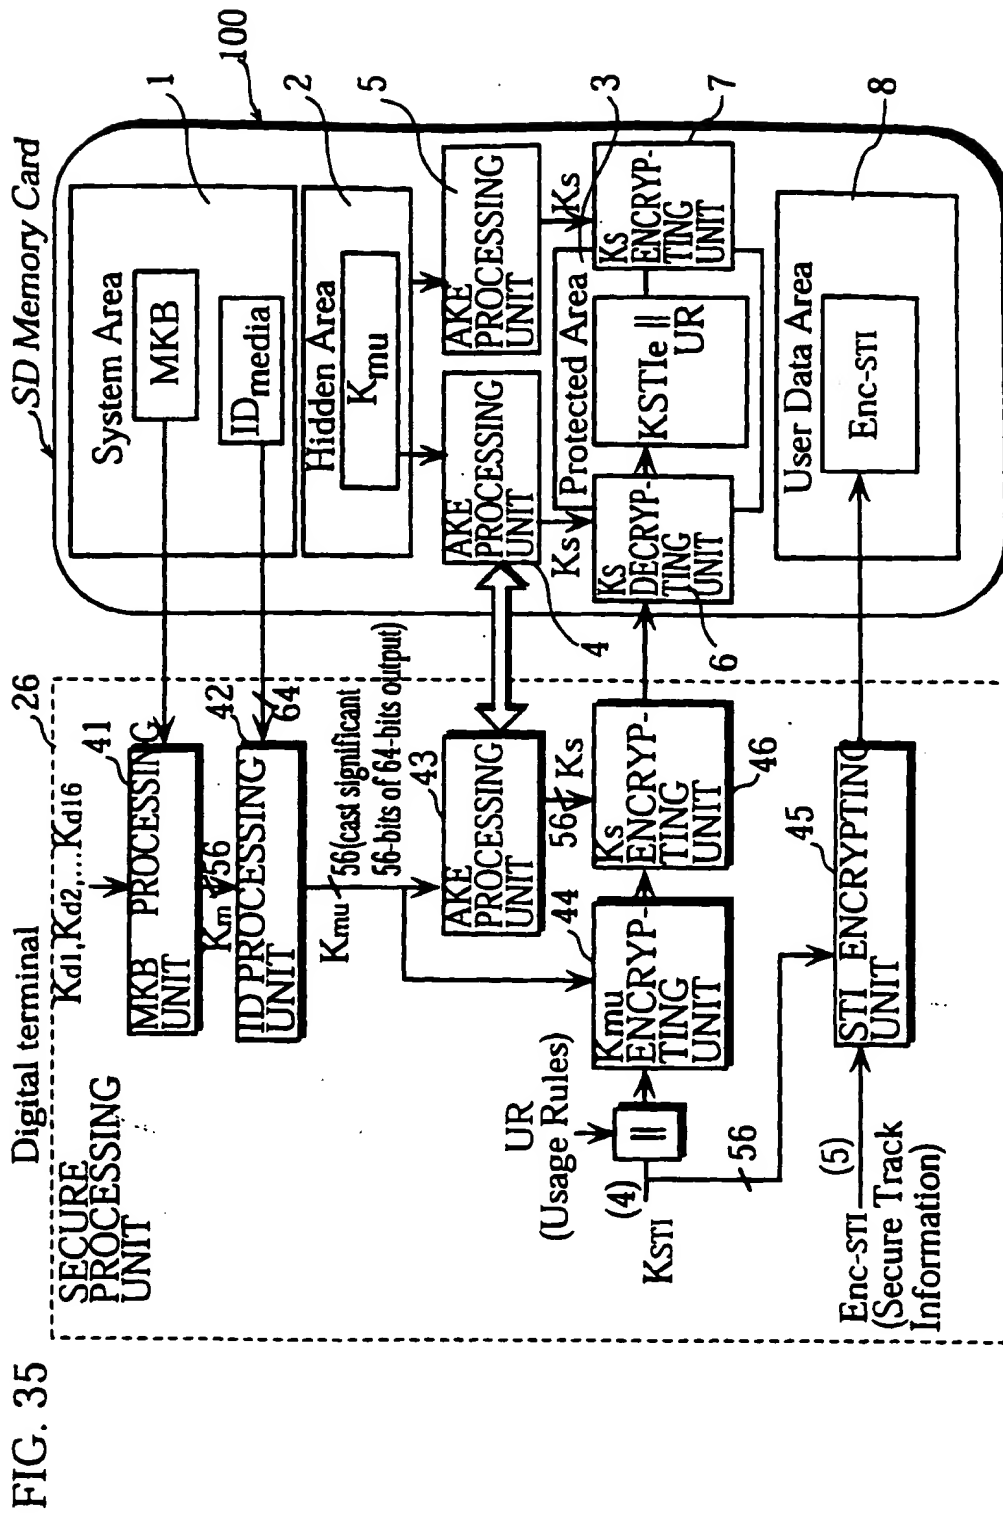 FIG. 35
Digital terminal
SECURE
PROCESSING
UNIT
26
Kd1,Kd2,...Kd16
41
MKB PROCESSING
UNIT
Km
56
42
ID PROCESSING
UNIT
64
Kmu
56(cast significant
56-bits of 64-bits output)
43
AKE
PROCESSING
UNIT
56
Ks
UR
(Usage Rules)
(4)
KSTI
||
56
44
Kmu
ENCRYP-
TING
UNIT
Ks
ENCRYP-
TING
UNIT
46
(5)
Enc-STI
(Secure Track
Information)
STI ENCRYPTING
UNIT
45
SD Memory Card
100
System Area
MKB
IDmedia
1
Hidden Area
Kmu
2
AKE
PROCESSING
UNIT
4
AKE
PROCESSING
UNIT
5
Ks
Protected Area
Ks
3
Ks
DECRYP-
TING
UNIT
6
KSTIe ||
UR
Ks
ENCRYP-
TING
UNIT
7
User Data Area
Enc-STI
8